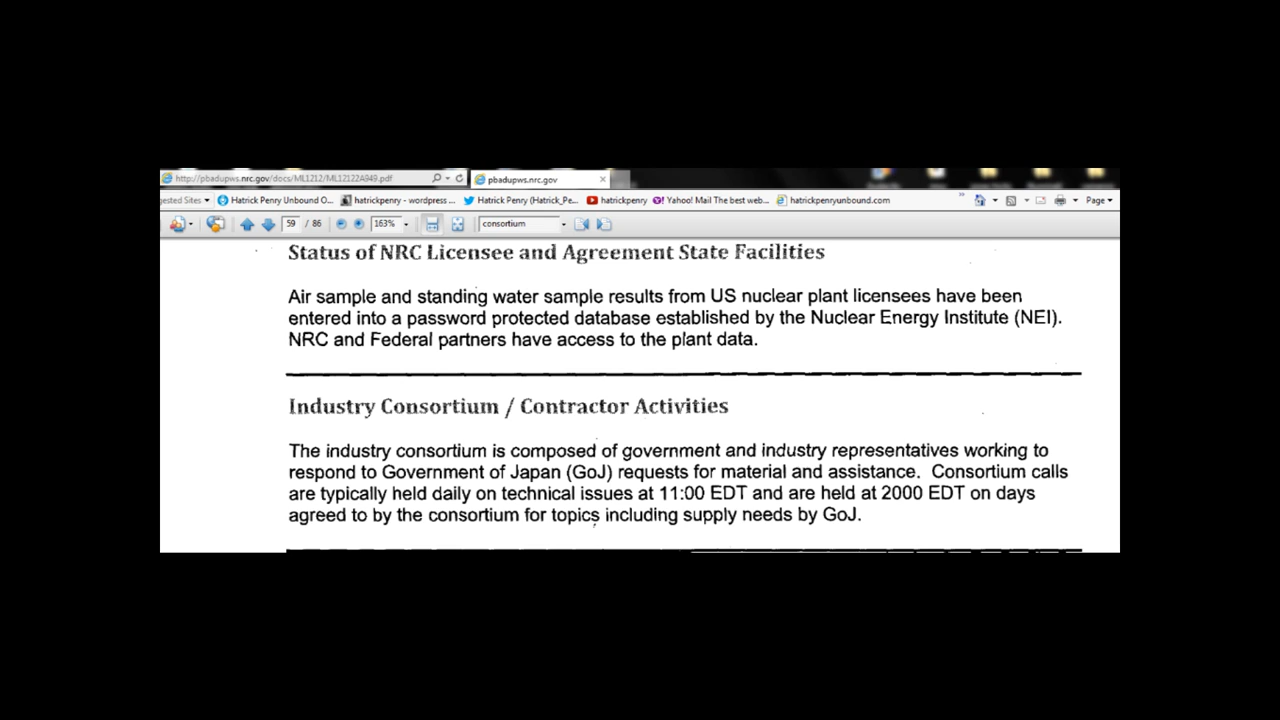 http://pbadupws.nrc.gov/docs/ML1212/ML12122A949.pdf
pbadupws.nrc.gov
gested Sites Hatrick Penry Unbound O... hatrickpenry - wordpress ... Hatrick Penry (Hatrick_Pe... hatrickpenry Yahoo! Mail The best web... hatrickpenryunbound.com Page
59 / 86 163% consortium
Status of NRC Licensee and Agreement State Facilities
Air sample and standing water sample results from US nuclear plant licensees have been
entered into a password protected database established by the Nuclear Energy Institute (NEI).
NRC and Federal partners have access to the plant data.
Industry Consortium / Contractor Activities
The industry consortium is composed of government and industry representatives working to
respond to Government of Japan (GoJ) requests for material and assistance. Consortium calls
are typically held daily on technical issues at 11:00 EDT and are held at 2000 EDT on days
agreed to by the consortium for topics including supply needs by GoJ.